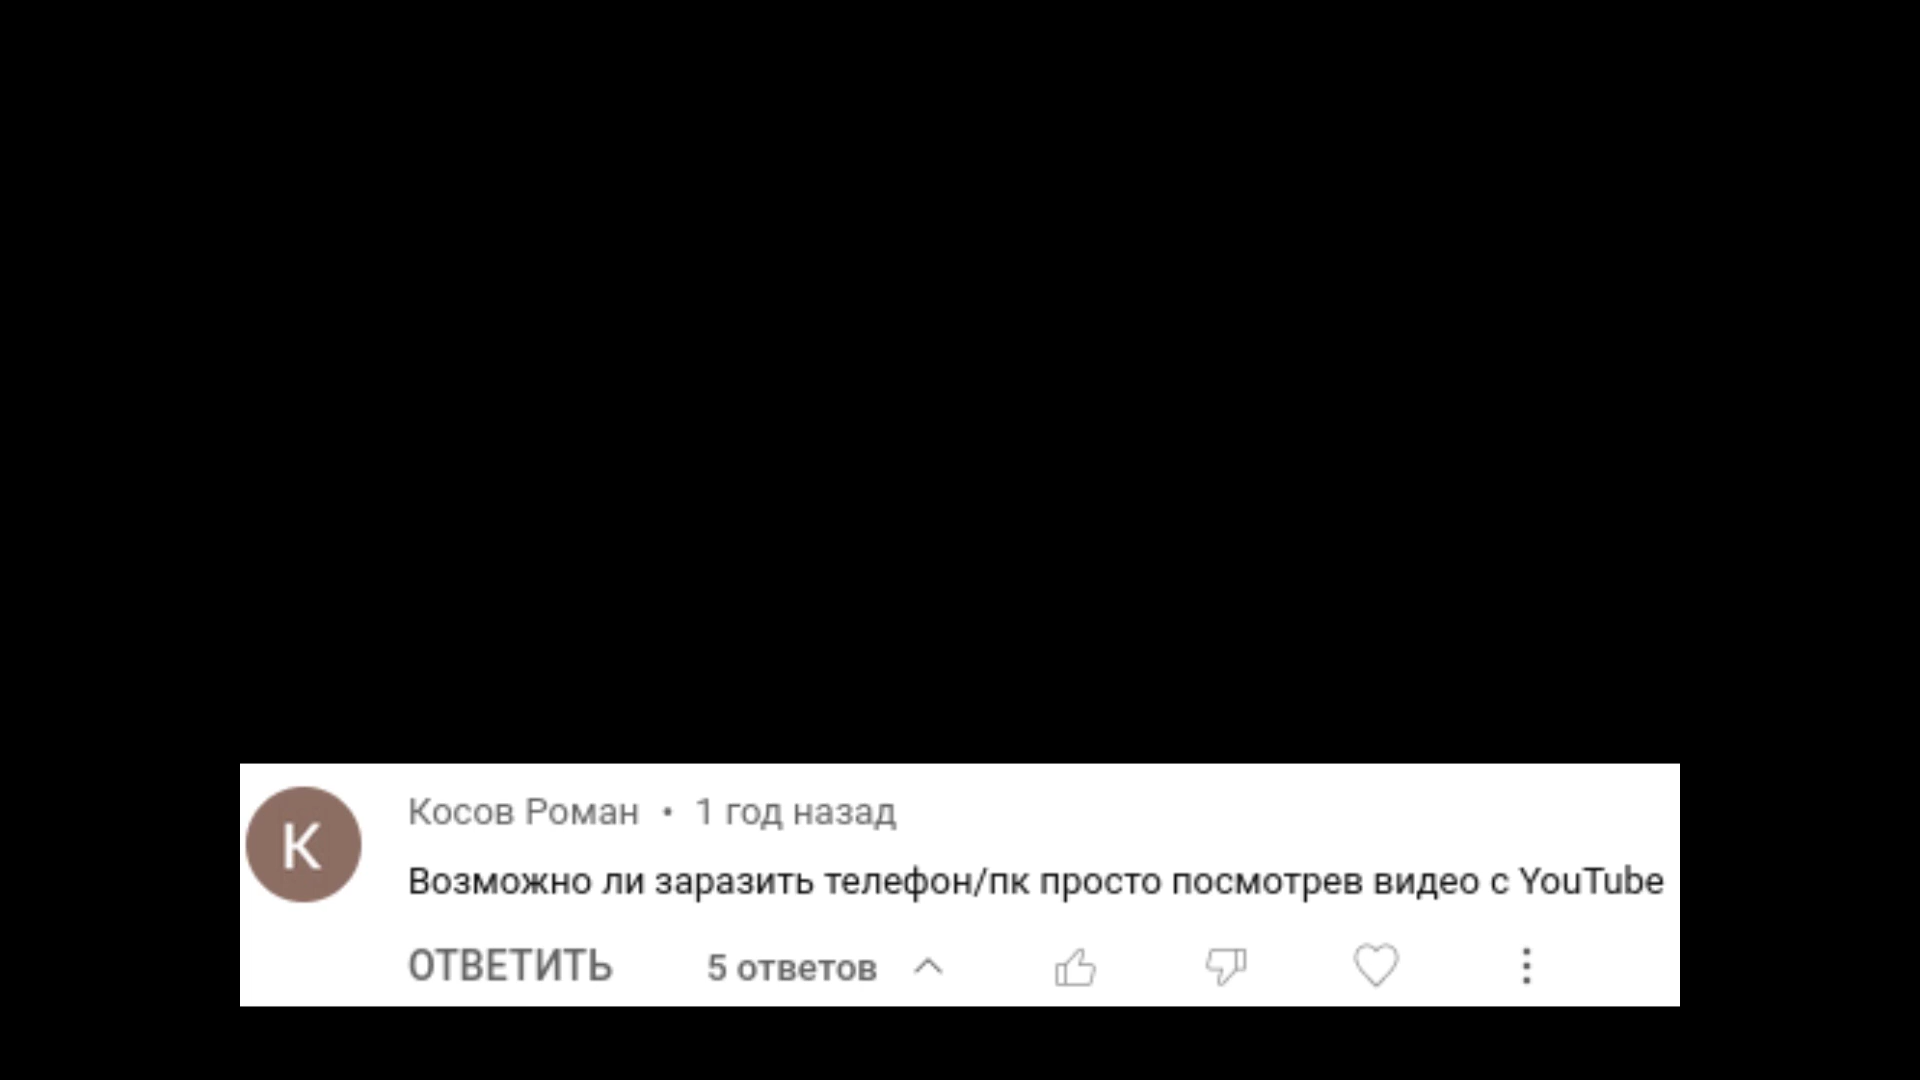 K
Косов Роман • 1 год назад
Возможно ли заразить телефон/пк просто посмотрев видео с YouTube
ОТВЕТИТЬ 5 ответов